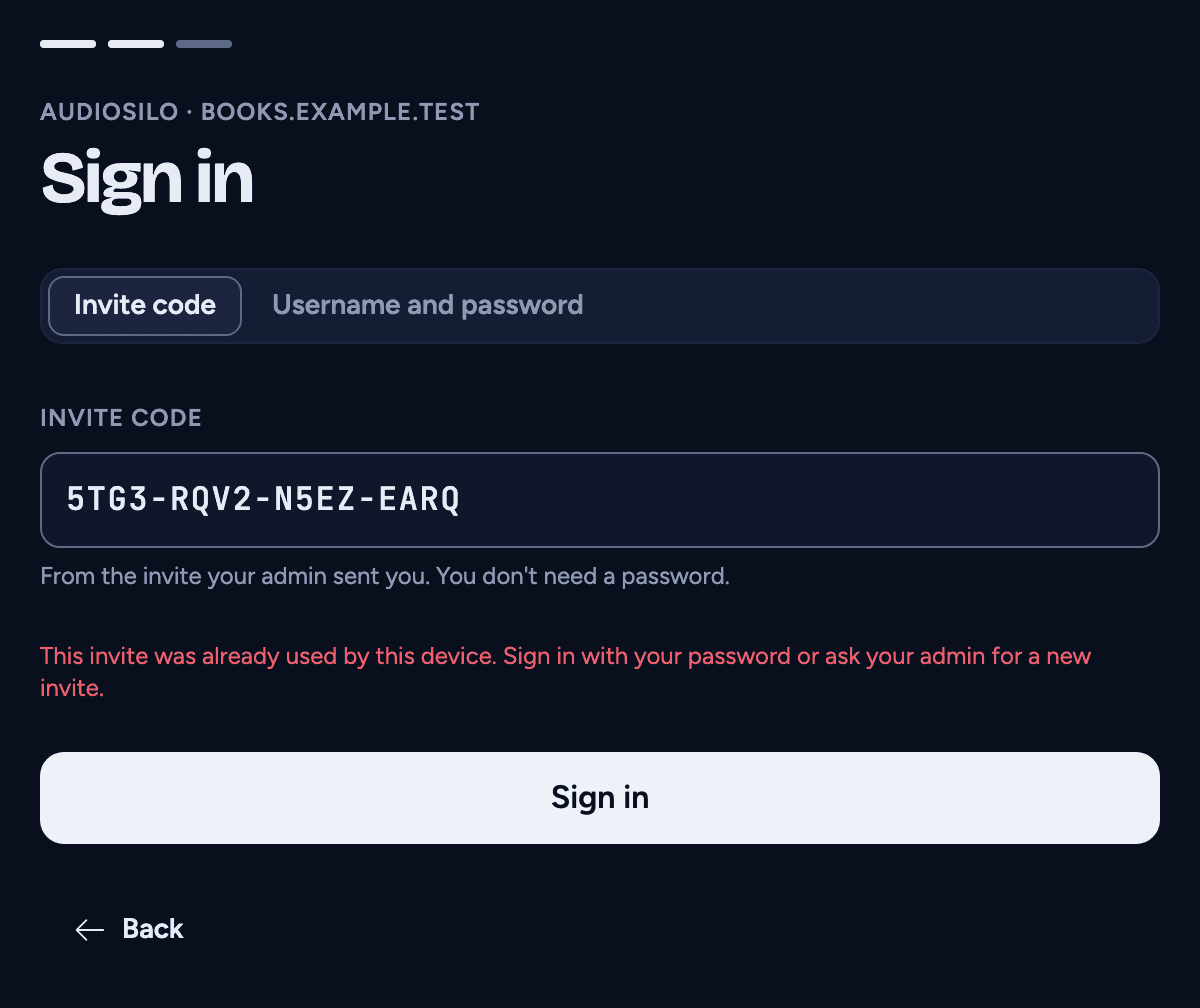 AUDIOSILO · BOOKS.EXAMPLE.TEST
Sign in
Invite code
Username and password
INVITE CODE
5TG3-RQV2-N5EZ-EARQ
From the invite your admin sent you. You don't need a password.
This invite was already used by this device. Sign in with your password or ask your admin for a new
invite.
Sign in
Back